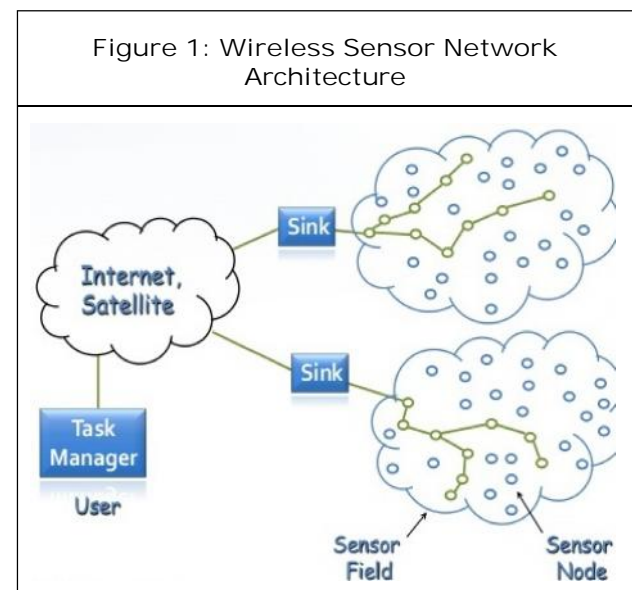 Figure 1: Wireless Sensor Network
Architecture
Sink
Internet,
Satellite
Sink
Task
Manager
User
Sensor
Field
Sensor
Node